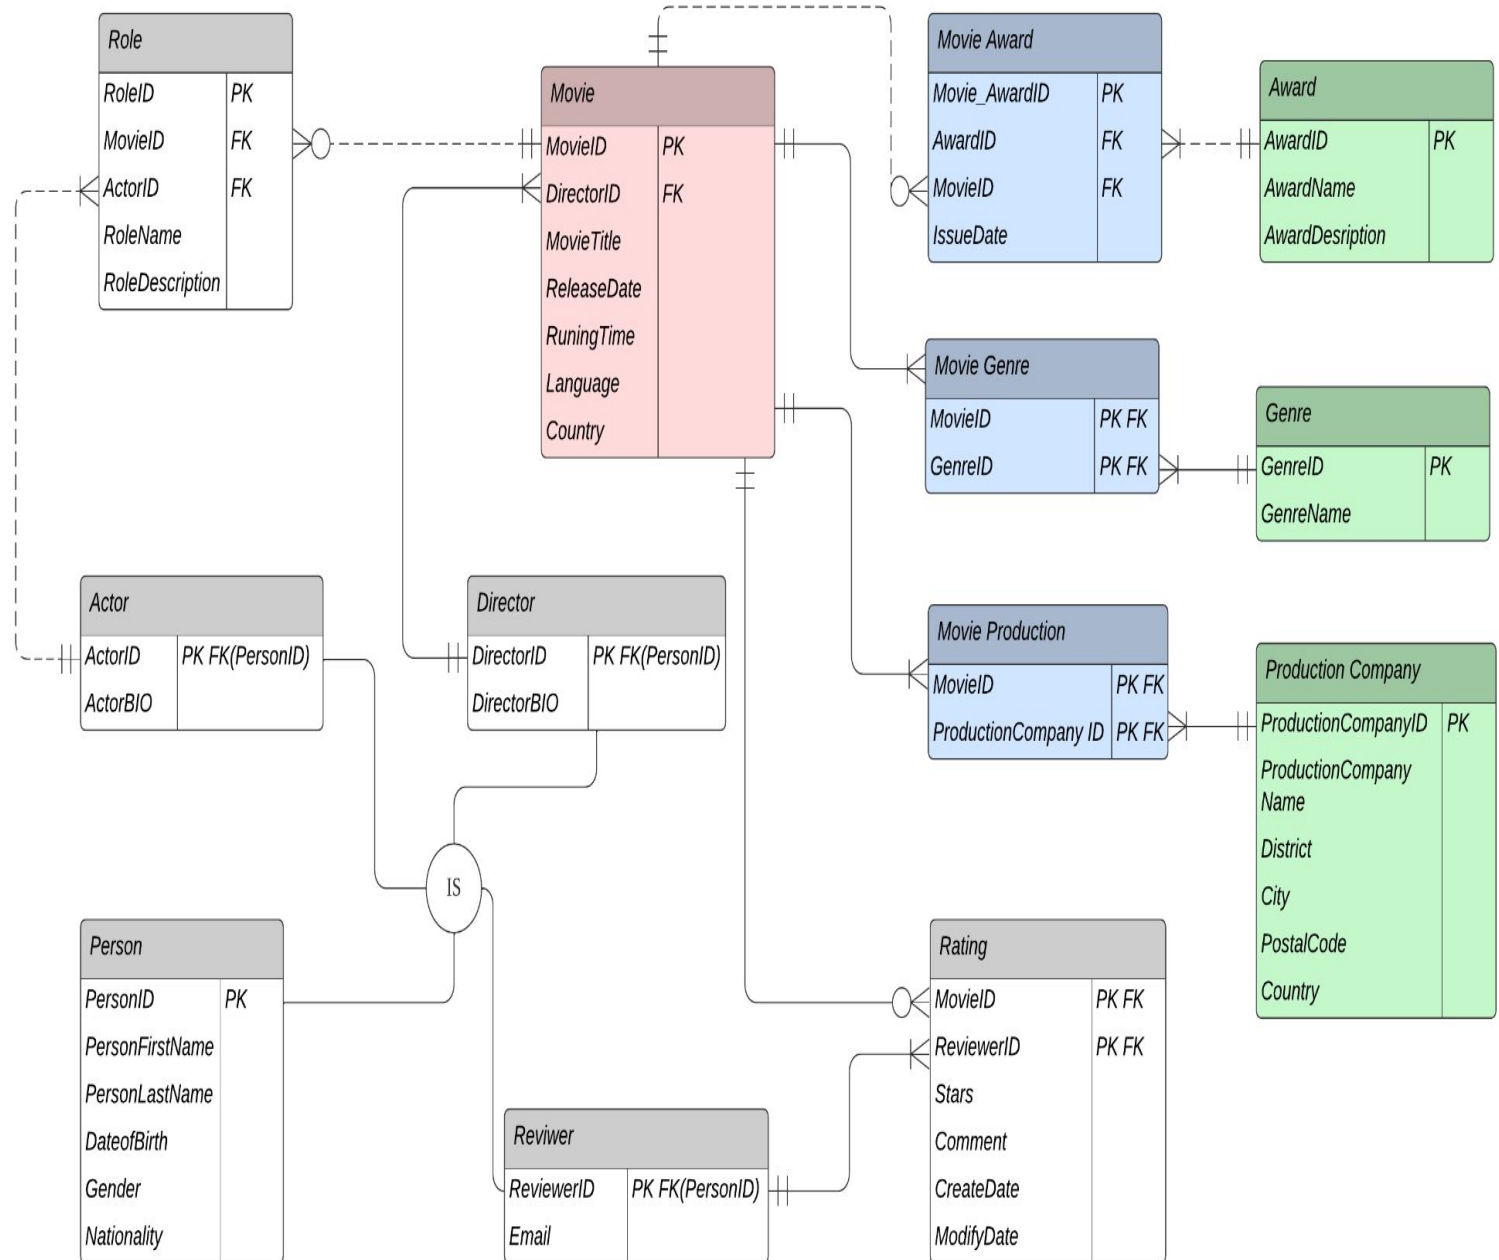 Role
RoleID PK
MovieID FK
ActorID FK
RoleName
RoleDescription
Movie
MovieID PK
DirectorID FK
MovieTitle
ReleaseDate
RuningTime
Language
Country
Movie Award
Movie_AwardID PK
AwardID FK
MovieID FK
IssueDate
Award
AwardID PK
AwardName
AwardDesription
Movie Genre
MovieID PK FK
GenreID PK FK
Genre
GenreID PK
GenreName
Actor
ActorID PK FK(PersonID)
ActorBIO
Director
DirectorID PK FK(PersonID)
DirectorBIO
Movie Production
MovieID PK FK
ProductionCompany ID PK FK
Production Company
ProductionCompanyID PK
ProductionCompany
Name
District
City
PostalCode
Country
IS
Person
PersonID PK
PersonFirstName
PersonLastName
DateofBirth
Gender
Nationality
Reviwer
ReviewerID PK FK(PersonID)
Email
Rating
MovieID PK FK
ReviewerID PK FK
Stars
Comment
CreateDate
ModifyDate